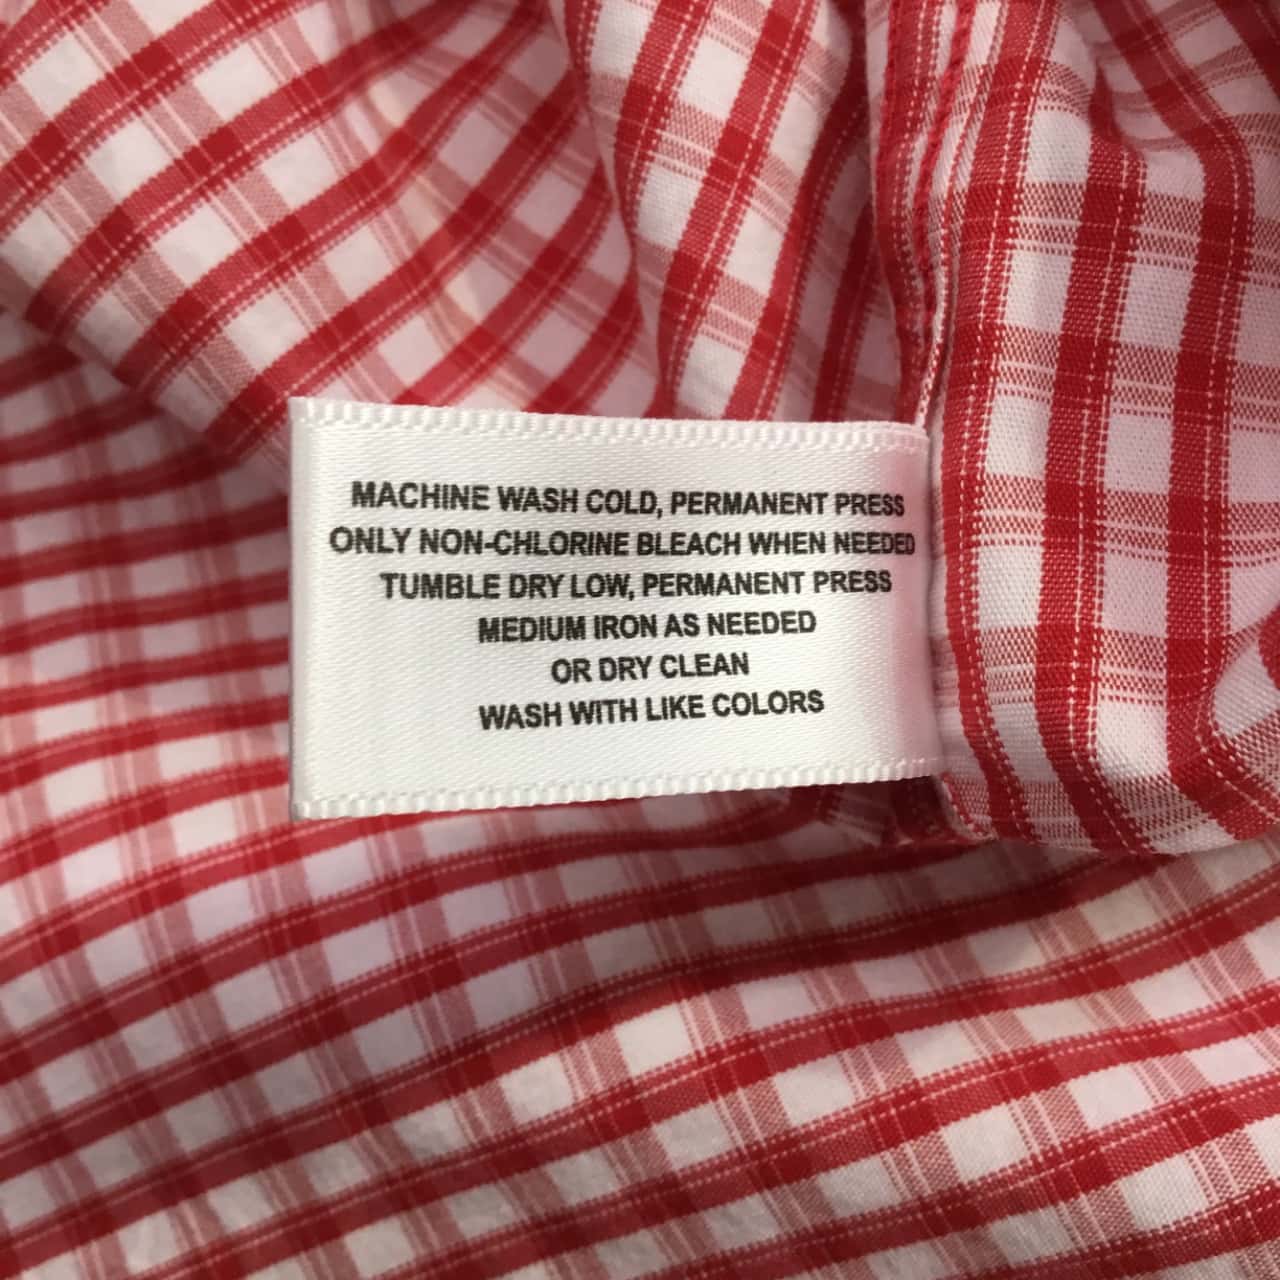 MACHINE WASH COLD, PERMANENT PRESS
ONLY NON-CHLORINE BLEACH WHEN NEEDED
TUMBLE DRY LOW, PERMANENT PRESS
MEDIUM IRON AS NEEDED
OR DRY CLEAN
WASH WITH LIKE COLORS